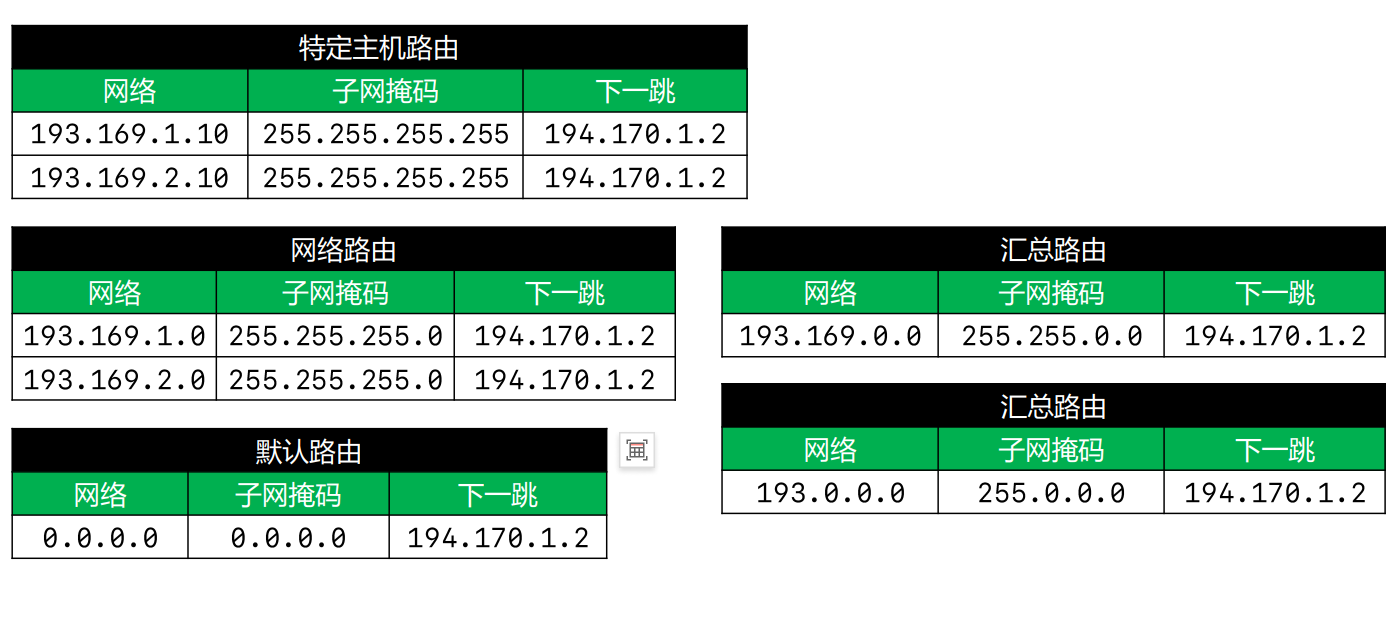 特定主机路由
网络 子网掩码 下一跳
193.169.1.10 255.255.255.255 194.170.1.2
193.169.2.10 255.255.255.255 194.170.1.2
网络路由
网络 子网掩码 下一跳
193.169.1.0 255.255.255.0 194.170.1.2
193.169.2.0 255.255.255.0 194.170.1.2
汇总路由
网络 子网掩码 下一跳
193.169.0.0 255.255.0.0 194.170.1.2
默认路由
网络 子网掩码 下一跳
0.0.0.0 0.0.0.0 194.170.1.2
汇总路由
网络 子网掩码 下一跳
193.0.0.0 255.0.0.0 194.170.1.2